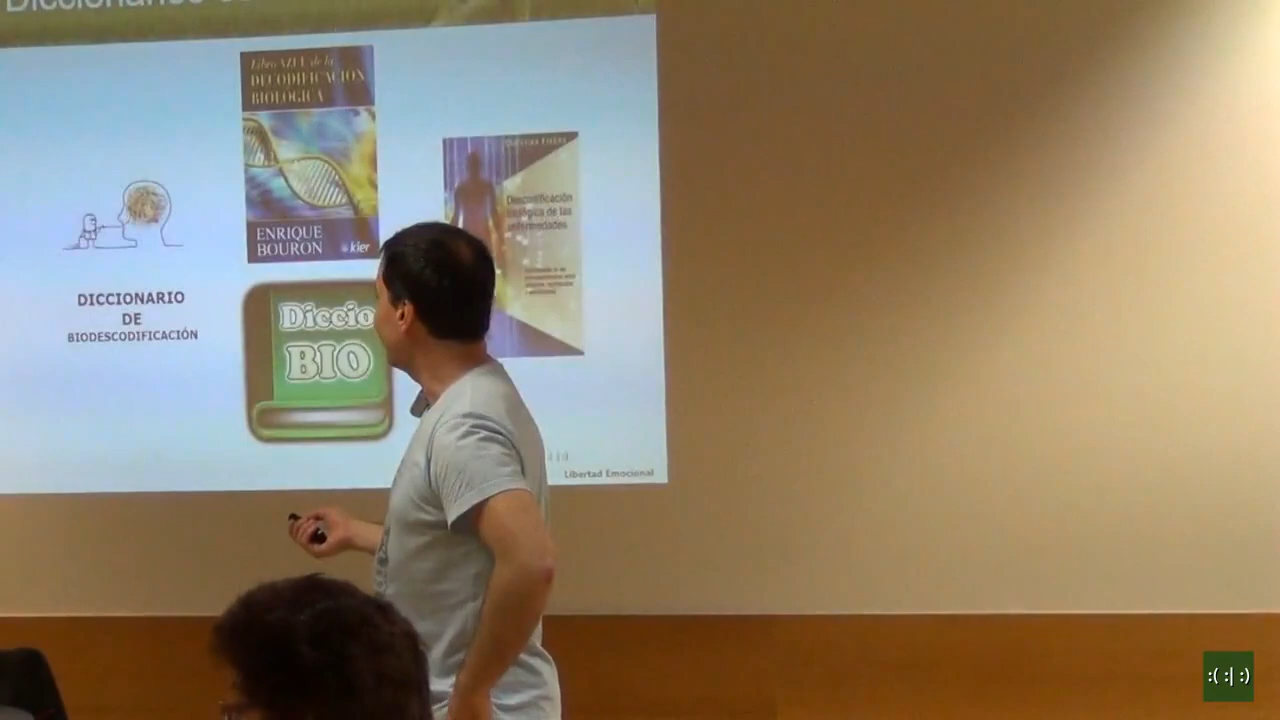 Diccionarios
Libro AZUL de la
DECODIFICACIÓN
BIOLÓGICA
ENRIQUE
BOURON
kier
Descodificación
biológica de las
enfermedades
DICCIONARIO
DE
BIODESCODIFICACIÓN
Diccio
BIO
Libertad Emocional
:( :| :)